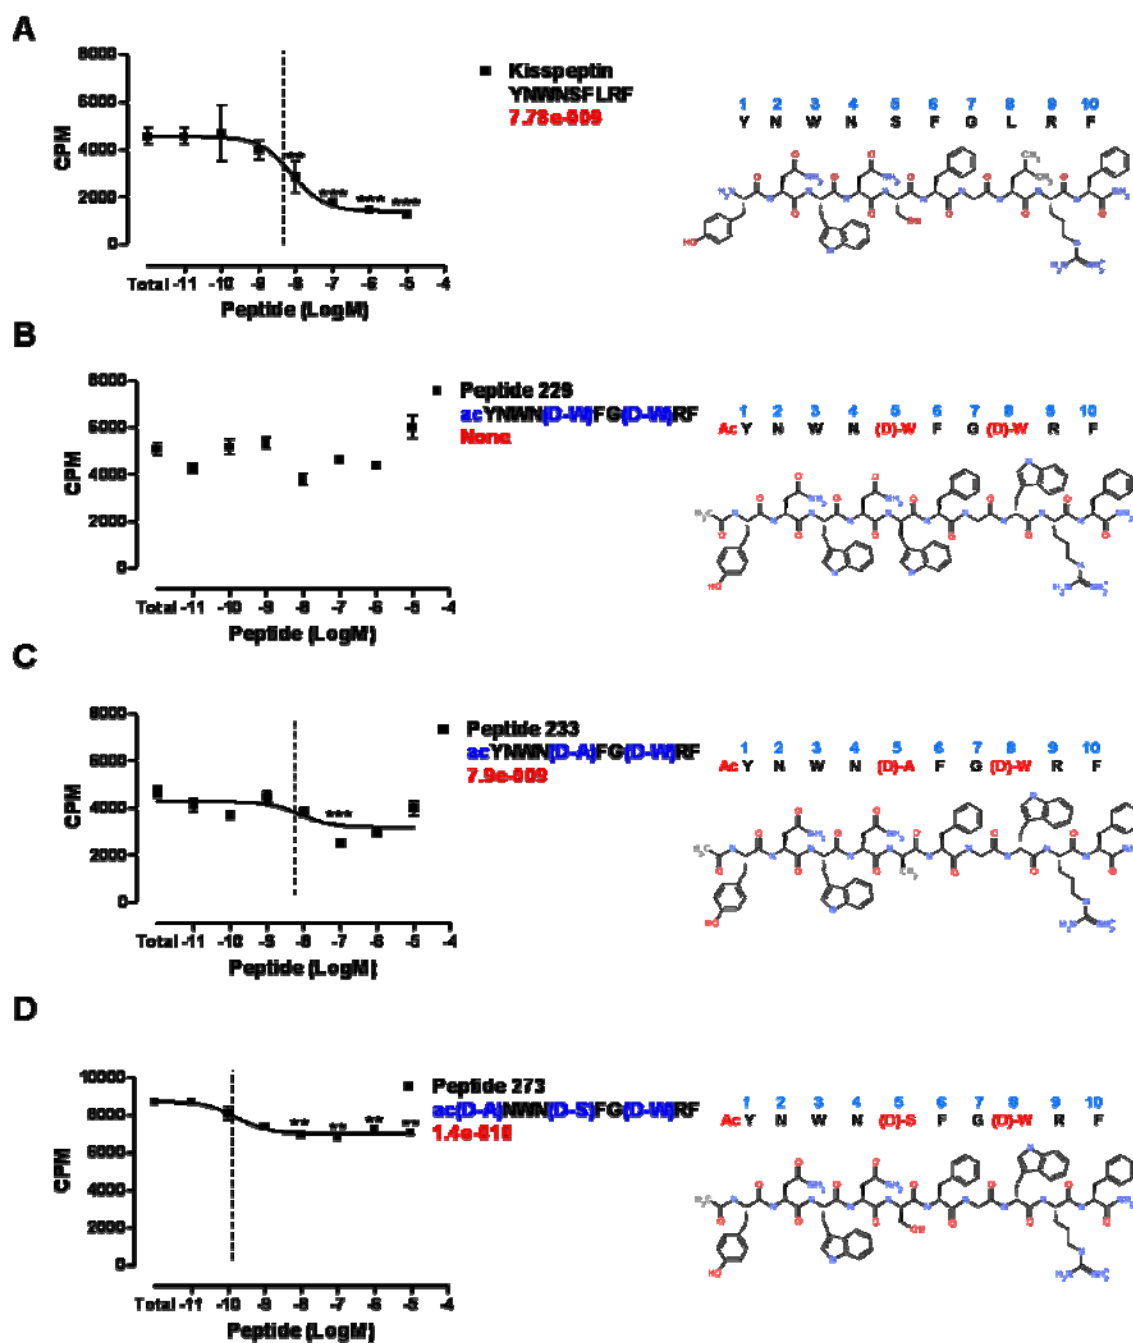 A
8000
6000
4000
2000
0
CPM
** *** *** ***
Total -11 -10 -9 -8 -7 -6 -5 -4
Peptide (LogM)
Kisspeptin
YNWNSFLRF
7.78e-009
1 2 3 4 5 6 7 8 9 10
Y N W N S F G L R F
B
8000
6000
4000
2000
0
CPM
Total -11 -10 -9 -8 -7 -6 -5 -4
Peptide (LogM)
Peptide 229
acYNWN(D-W)FG(D-W)RF
None
1 2 3 4 5 6 7 8 9 10
Ac Y N W N (D)-W F G (D)-W R F
C
8000
6000
4000
2000
0
CPM
***
Total -11 -10 -9 -8 -7 -6 -5 -4
Peptide (LogM)
Peptide 233
acYNWN(D-A)FG(D-W)RF
7.9e-009
1 2 3 4 5 6 7 8 9 10
Ac Y N W N (D)-A F G (D)-W R F
D
10000
8000
6000
4000
2000
0
CPM
** ** ** **
Total -11 -10 -9 -8 -7 -6 -5 -4
Peptide (LogM)
Peptide 273
ac(D-A)NWN(D-S)FG(D-W)RF
1.4e-010
1 2 3 4 5 6 7 8 9 10
Ac Y N W N (D)-S F G (D)-W R F